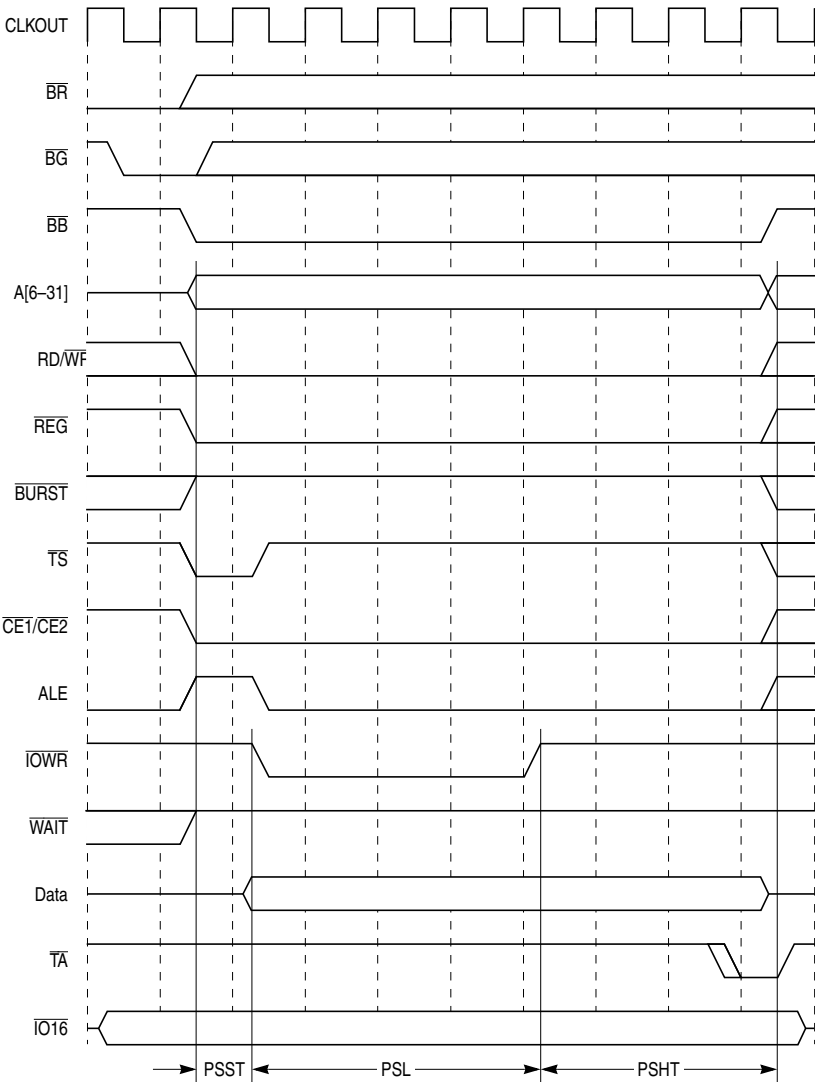 CLKOUT
BR
BG
BB
A[6–31]
RD/WF
REG
BURST
TS
CE1/CE2
ALE
IOWR
WAIT
Data
TA
IO16
PSST PSL PSHT